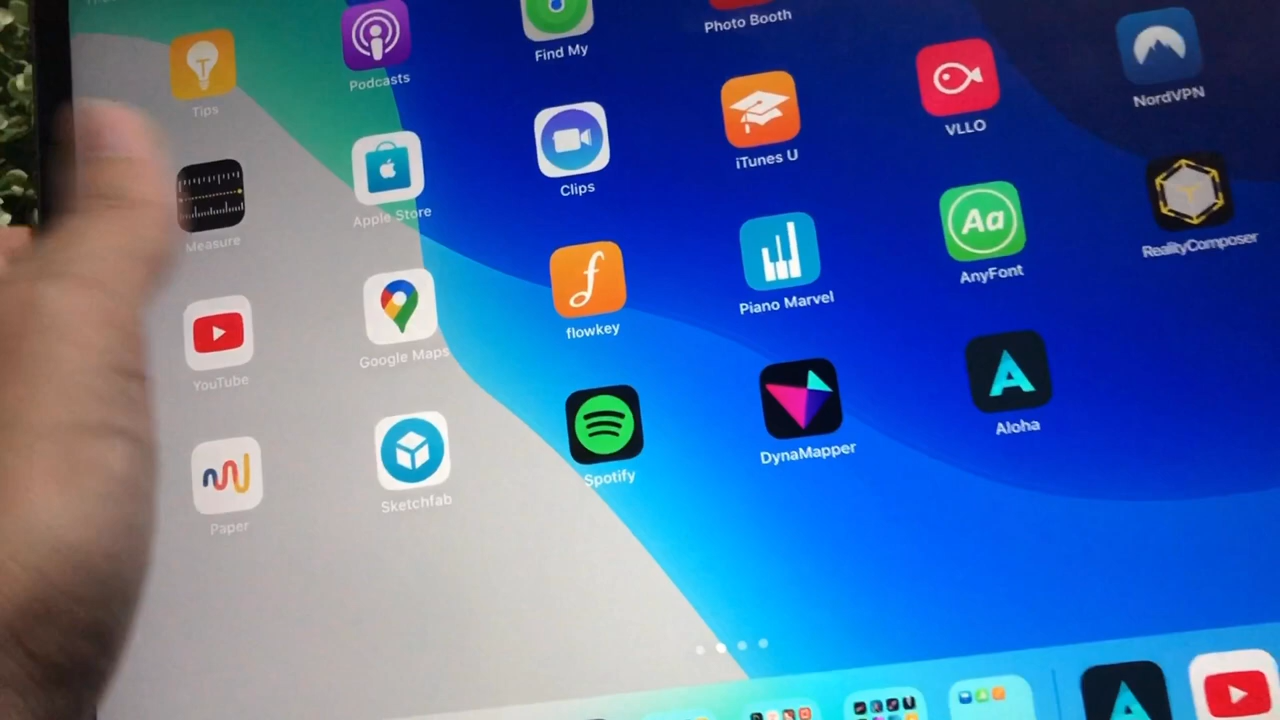 Photo Booth
Find My
Podcasts
Tips
NordVPN
VLLO
iTunes U
Clips
Apple Store
Measure
RealityComposer
Aa
AnyFont
Piano Marvel
flowkey
Google Maps
YouTube
Aloha
DynaMapper
Spotify
Sketchfab
Paper